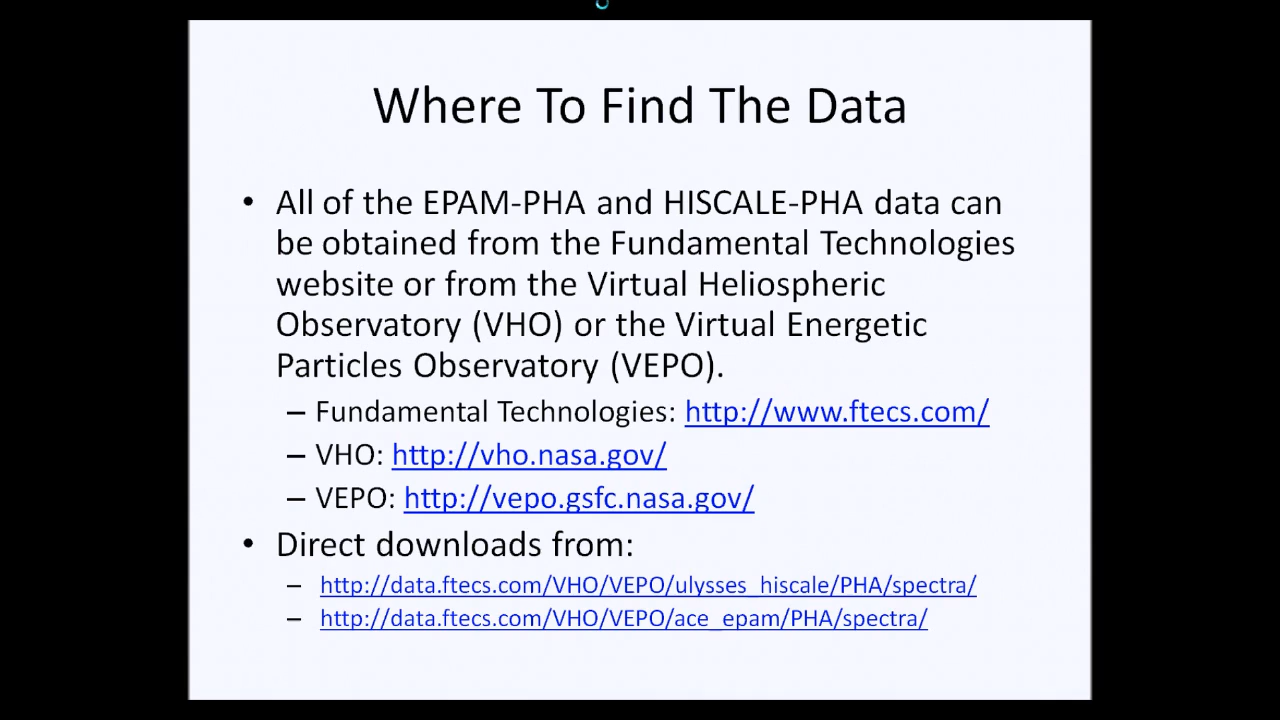 Where To Find The Data
• All of the EPAM-PHA and HISCALE-PHA data can
be obtained from the Fundamental Technologies
website or from the Virtual Heliospheric
Observatory (VHO) or the Virtual Energetic
Particles Observatory (VEPO).
– Fundamental Technologies: http://www.ftecs.com/
– VHO: http://vho.nasa.gov/
– VEPO: http://vepo.gsfc.nasa.gov/
• Direct downloads from:
– http://data.ftecs.com/VHO/VEPO/ulysses_hiscale/PHA/spectra/
– http://data.ftecs.com/VHO/VEPO/ace_epam/PHA/spectra/